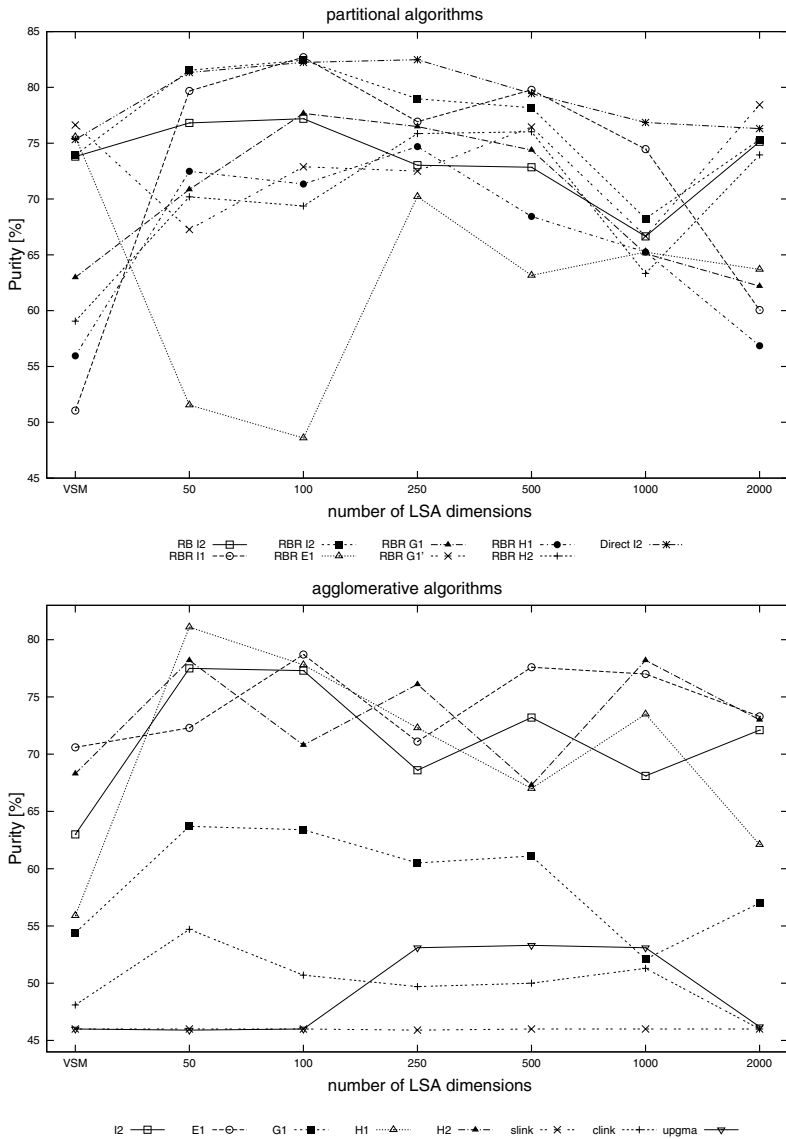 partitional algorithms
85
80
75
70
65
60
55
50
45
Purity [%]
VSM 50 100 250 500 1000 2000
number of LSA dimensions
RB I2 RBR I2 RBR G1 RBR H1 Direct I2
RBR I1 RBR E1 RBR G1' RBR H2
agglomerative algorithms
80
75
70
65
60
55
50
45
Purity [%]
VSM 50 100 250 500 1000 2000
number of LSA dimensions
I2 E1 G1 H1 H2 slink clink upgma